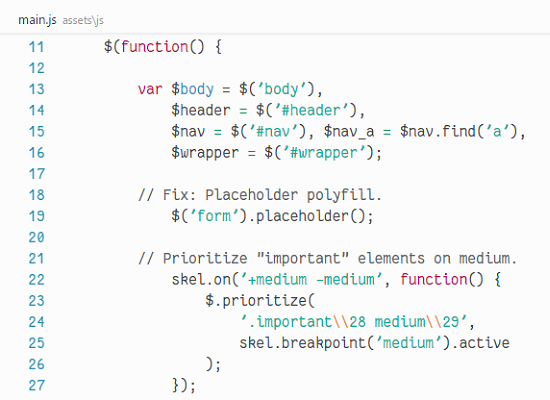 main.js assets\js
11 $(function() {
12
13 var $body = $('body'),
14 $header = $('#header'),
15 $nav = $('#nav'), $nav_a = $nav.find('a'),
16 $wrapper = $('#wrapper');
17
18 // Fix: Placeholder polyfill.
19 $('form').placeholder();
20
21 // Prioritize "important" elements on medium.
22 skel.on('+medium -medium', function() {
23 $.prioritize(
24 '.important\\28 medium\\29',
25 skel.breakpoint('medium').active
26 );
27 });